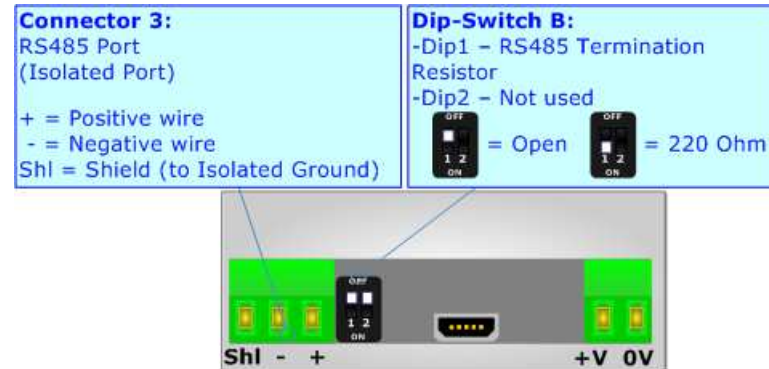 Connector 3:
RS485 Port
(Isolated Port)
+ = Positive wire
- = Negative wire
Shl = Shield (to Isolated Ground)
Dip-Switch B:
-Dip1 – RS485 Termination
Resistor
-Dip2 – Not used
OFF
1 2
ON
= Open
OFF
1 2
ON
= 220 Ohm
OFF
1 2
ON
Shl - +
+V 0V